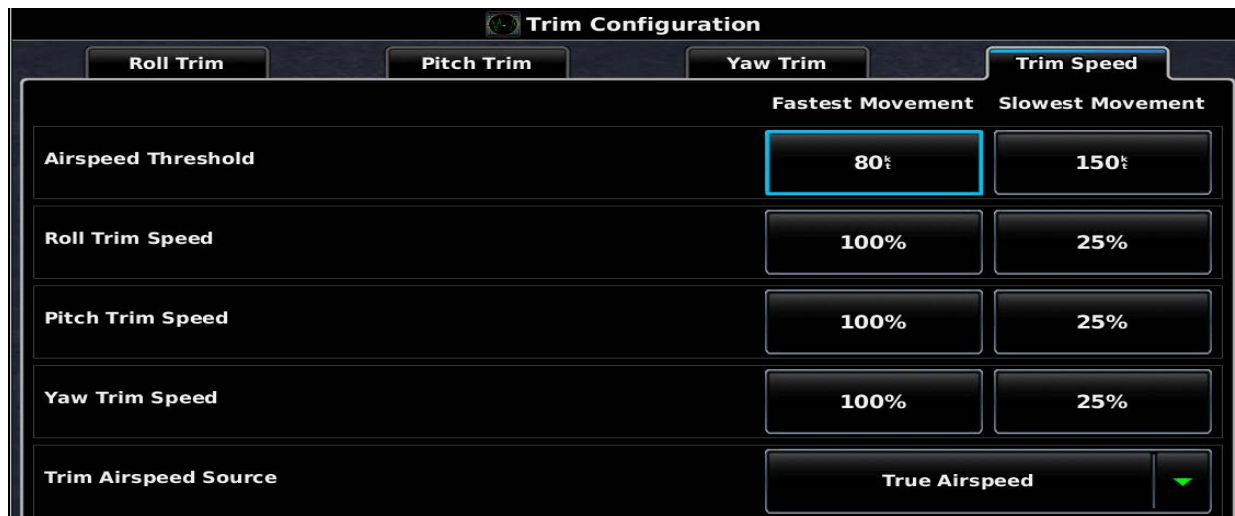 Trim Configuration
Roll Trim Pitch Trim Yaw Trim Trim Speed
Fastest Movement Slowest Movement
Airspeed Threshold 80kt 150kt
Roll Trim Speed 100% 25%
Pitch Trim Speed 100% 25%
Yaw Trim Speed 100% 25%
Trim Airspeed Source True Airspeed